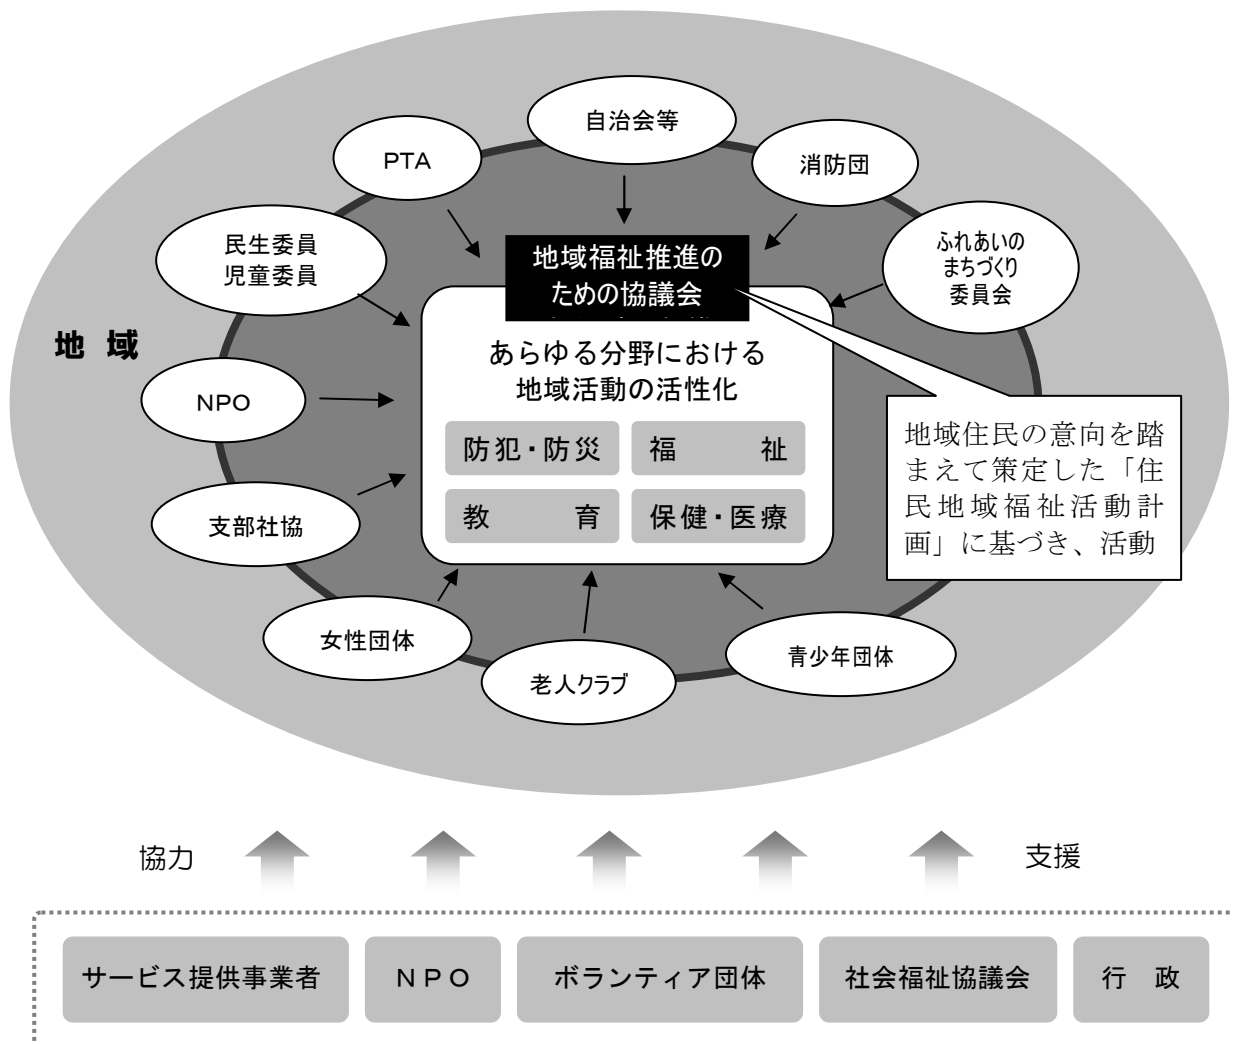 自治会等
PTA
消防団
民生委員
児童委員
ふれあいの
まちづくり
委員会
地域福祉推進の
ための協議会
地 域
あらゆる分野における
地域活動の活性化
NPO
防犯・防災
福 祉
教 育
保健・医療
地域住民の意向を踏
まえて策定した「住
民地域福祉活動計
画」に基づき、活動
支部社協
女性団体
老人クラブ
青少年団体
協力
支援
サービス提供事業者
NPO
ボランティア団体
社会福祉協議会
行 政